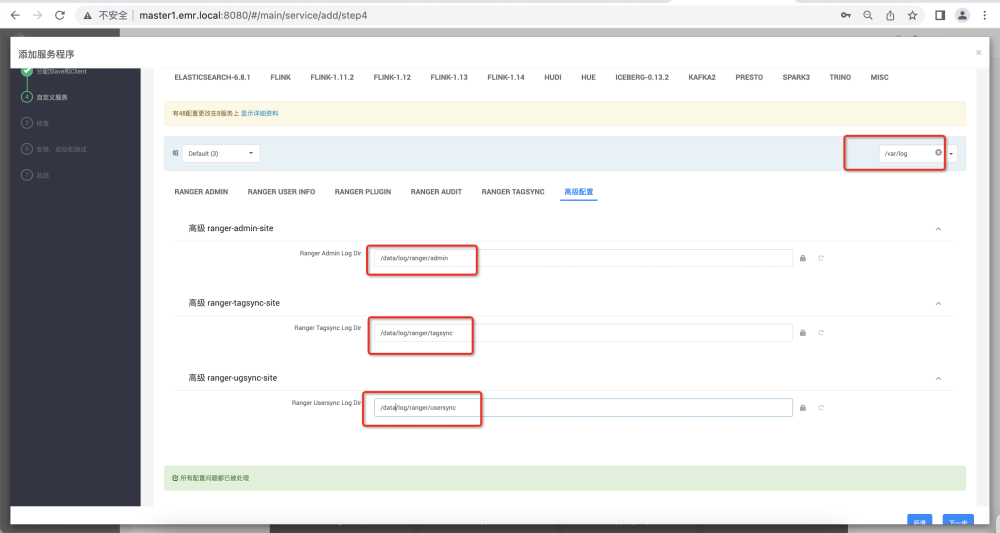 不安全 master1.emr.local:8080/#/main/service/add/step4
添加服务程序
×
分配Slave和Client
4 自定义服务
5 检查
6 安装、启动和测试
7 总结
ELASTICSEARCH-6.8.1 FLINK FLINK-1.11.2 FLINK-1.12 FLINK-1.13 FLINK-1.14 HUDI HUE ICEBERG-0.13.2 KAFKA2 PRESTO SPARK3 TRINO MISC
有48配置更改在8服务上 显示详细资料
组 Default (3) /var/log
RANGER ADMIN RANGER USER INFO RANGER PLUGIN RANGER AUDIT RANGER TAGSYNC 高级配置
高级 ranger-admin-site
Ranger Admin Log Dir /data/log/ranger/admin
高级 ranger-tagsync-site
Ranger Tagsync Log Dir /data/log/ranger/tagsync
高级 ranger-ugsync-site
Ranger Usersync Log Dir /data/log/ranger/usersync
所有配置问题都已被处理
后退 下一步